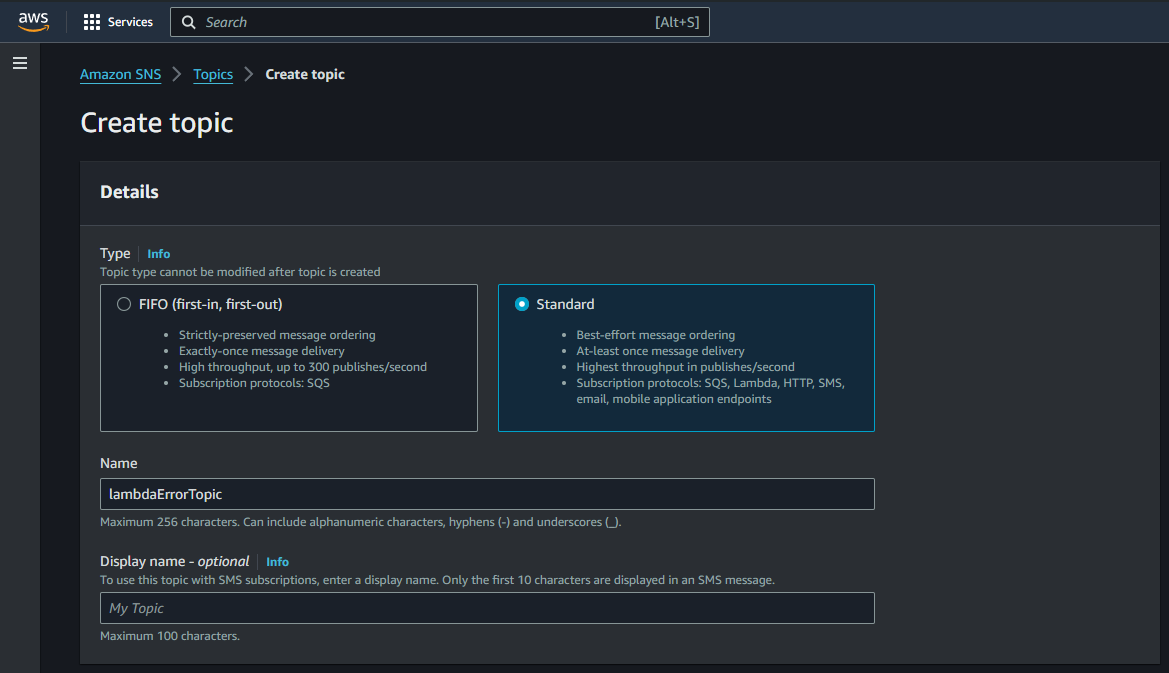 aws Services Search [Alt+S]
Amazon SNS Topics Create topic
Create topic
Details
Type Info
Topic type cannot be modified after topic is created
FIFO (first-in, first-out)
Strictly-preserved message ordering
Exactly-once message delivery
High throughput, up to 300 publishes/second
Subscription protocols: SQS
Standard
Best-effort message ordering
At-least once message delivery
Highest throughput in publishes/second
Subscription protocols: SQS, Lambda, HTTP, SMS,
email, mobile application endpoints
Name
lambdaErrorTopic
Maximum 256 characters. Can include alphanumeric characters, hyphens (-) and underscores (_).
Display name - optional Info
To use this topic with SMS subscriptions, enter a display name. Only the first 10 characters are displayed in an SMS message.
My Topic
Maximum 100 characters.